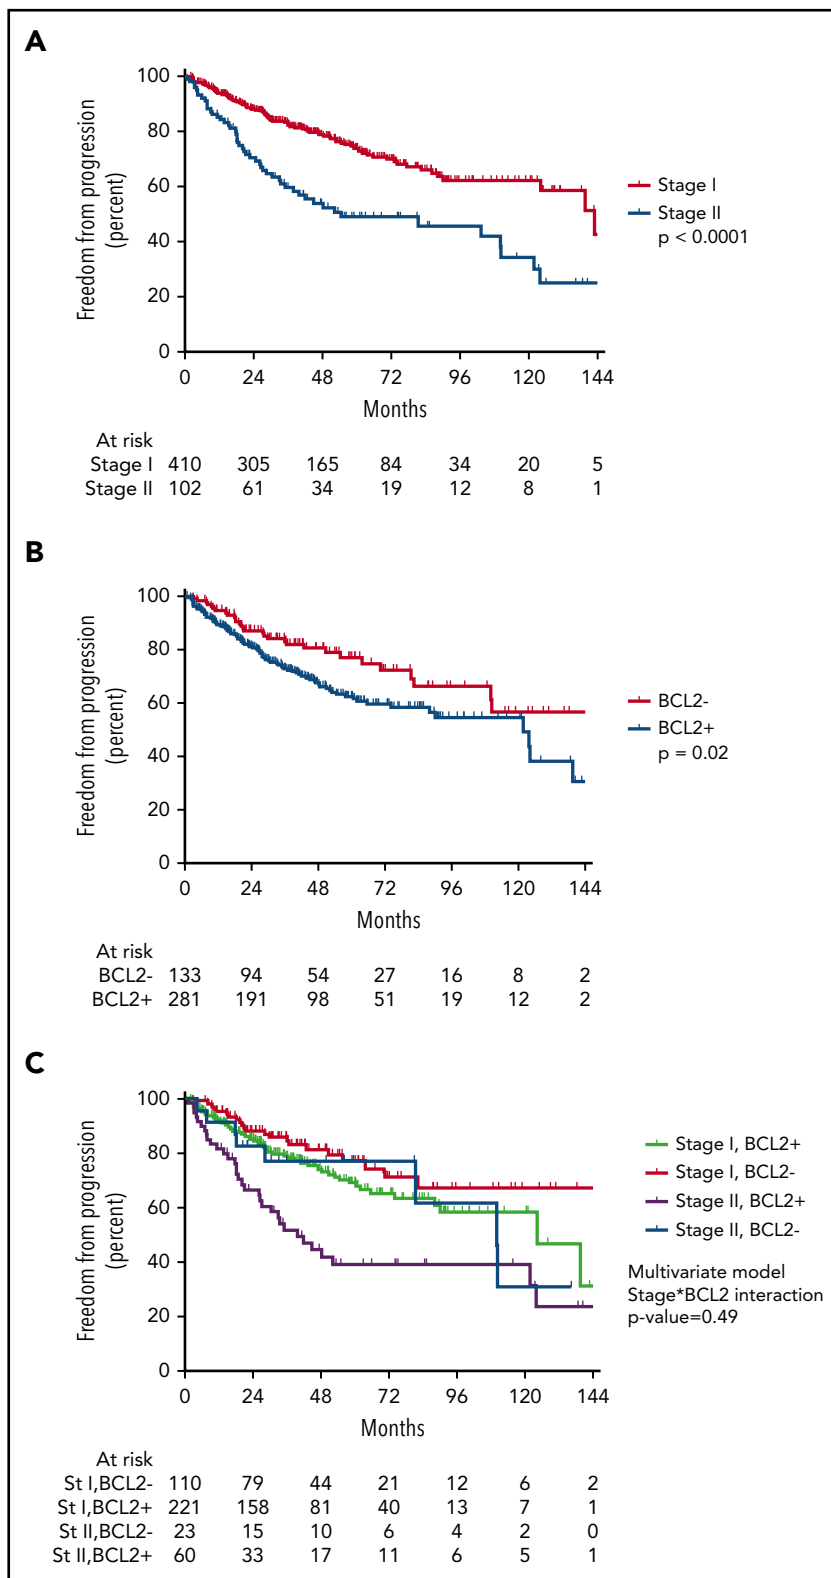 A
Freedom from progression
(percent)
100
80
60
40
20
0
0 24 48 72 96 120 144
Months
Stage I
Stage II
p < 0.0001
At risk
Stage I 410 305 165 84 34 20 5
Stage II 102 61 34 19 12 8 1
B
Freedom from progression
(percent)
100
80
60
40
20
0
0 24 48 72 96 120 144
Months
BCL2-
BCL2+
p = 0.02
At risk
BCL2- 133 94 54 27 16 8 2
BCL2+ 281 191 98 51 19 12 2
C
Freedom from progression
(percent)
100
80
60
40
20
0
0 24 48 72 96 120 144
Months
Stage I, BCL2+
Stage I, BCL2-
Stage II, BCL2+
Stage II, BCL2-
Multivariate model
Stage*BCL2 interaction
p-value=0.49
At risk
St I,BCL2- 110 79 44 21 12 6 2
St I,BCL2+ 221 158 81 40 13 7 1
St II,BCL2- 23 15 10 6 4 2 0
St II,BCL2+ 60 33 17 11 6 5 1